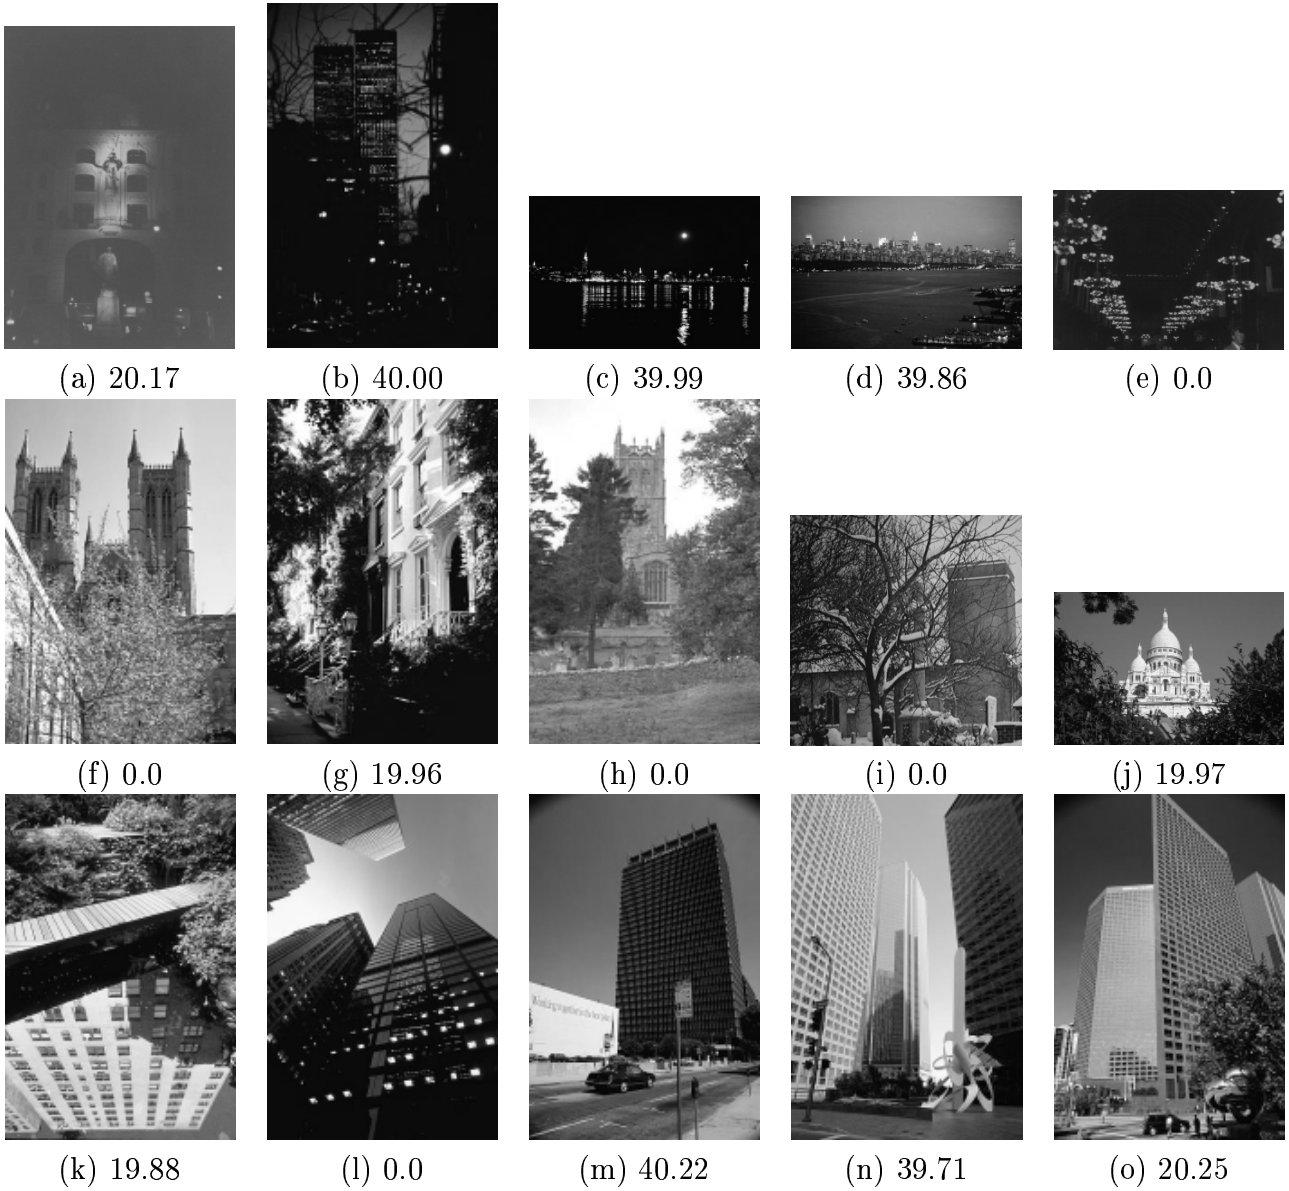 (a) 20.17 (b) 40.00 (c) 39.99 (d) 39.86 (e) 0.0
(f) 0.0 (g) 19.96 (h) 0.0 (i) 0.0 (j) 19.97
(k) 19.88 (l) 0.0 (m) 40.22 (n) 39.71 (o) 20.25